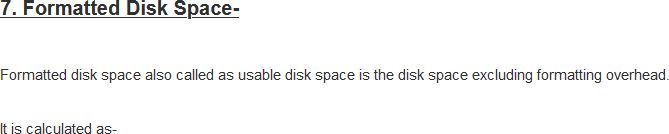 7. Formatted Disk Space-
Formatted disk space also called as usable disk space is the disk space excluding formatting overhead.
It is calculated as-